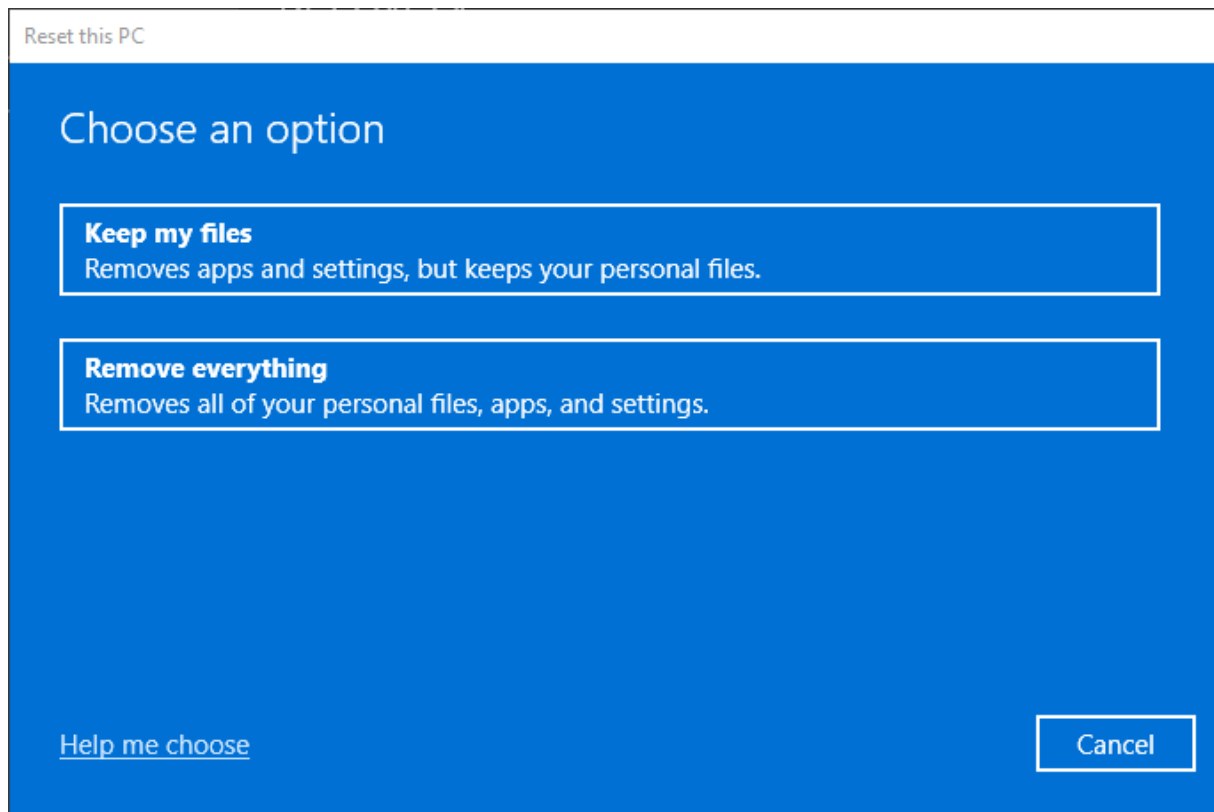 Reset this PC
Choose an option
Keep my files
Removes apps and settings, but keeps your personal files.
Remove everything
Removes all of your personal files, apps, and settings.
Help me choose
Cancel